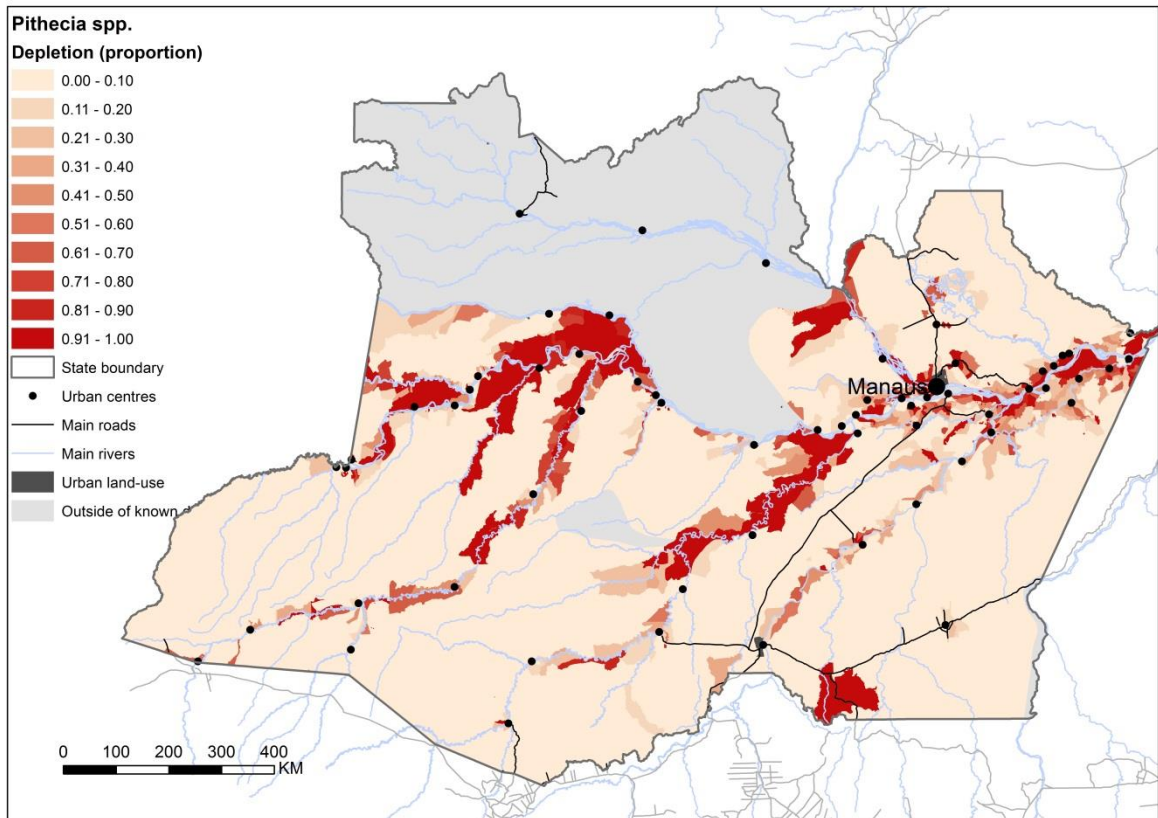 Pithecia spp.
Depletion (proportion)
0.00 - 0.10
0.11 - 0.20
0.21 - 0.30
0.31 - 0.40
0.41 - 0.50
0.51 - 0.60
0.61 - 0.70
0.71 - 0.80
0.81 - 0.90
0.91 - 1.00
State boundary
Urban centres
Main roads
Main rivers
Urban land-use
Outside of known d
Manaus
0 100 200 300 400
KM